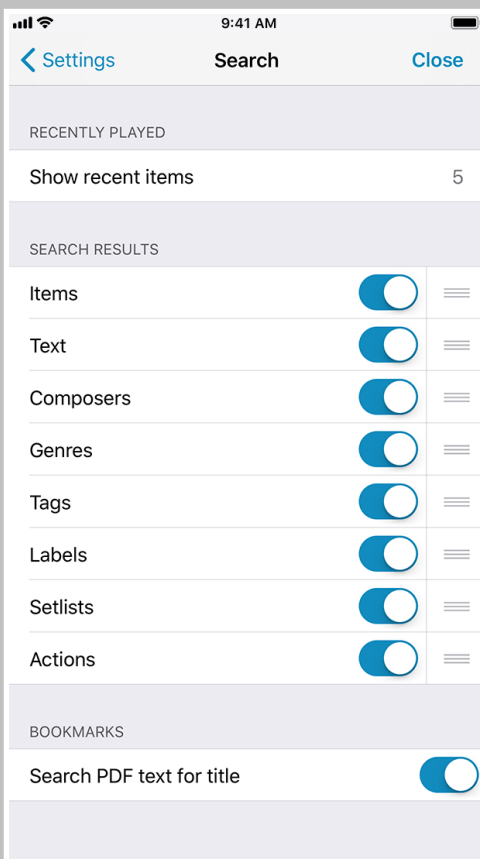 9:41 AM
Settings Search Close
RECENTLY PLAYED
Show recent items 5
SEARCH RESULTS
Items
Text
Composers
Genres
Tags
Labels
Setlists
Actions
BOOKMARKS
Search PDF text for title